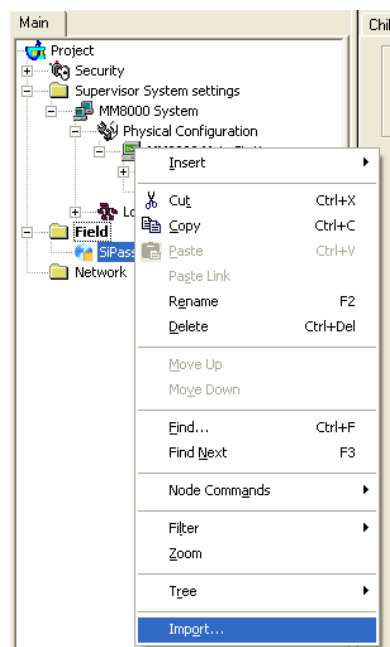 Main
Chil
Project
Security
Supervisor System settings
MM8000 System
Physical Configuration
Insert
Cut Ctrl+X
Lo
Copy Ctrl+C
Field
SiPass
Paste Ctrl+V
Network
Paste Link
Rename F2
Delete Ctrl+Del
Move Up
Move Down
Find... Ctrl+F
Find Next F3
Node Commands
Filter
Zoom
Tree
Import...